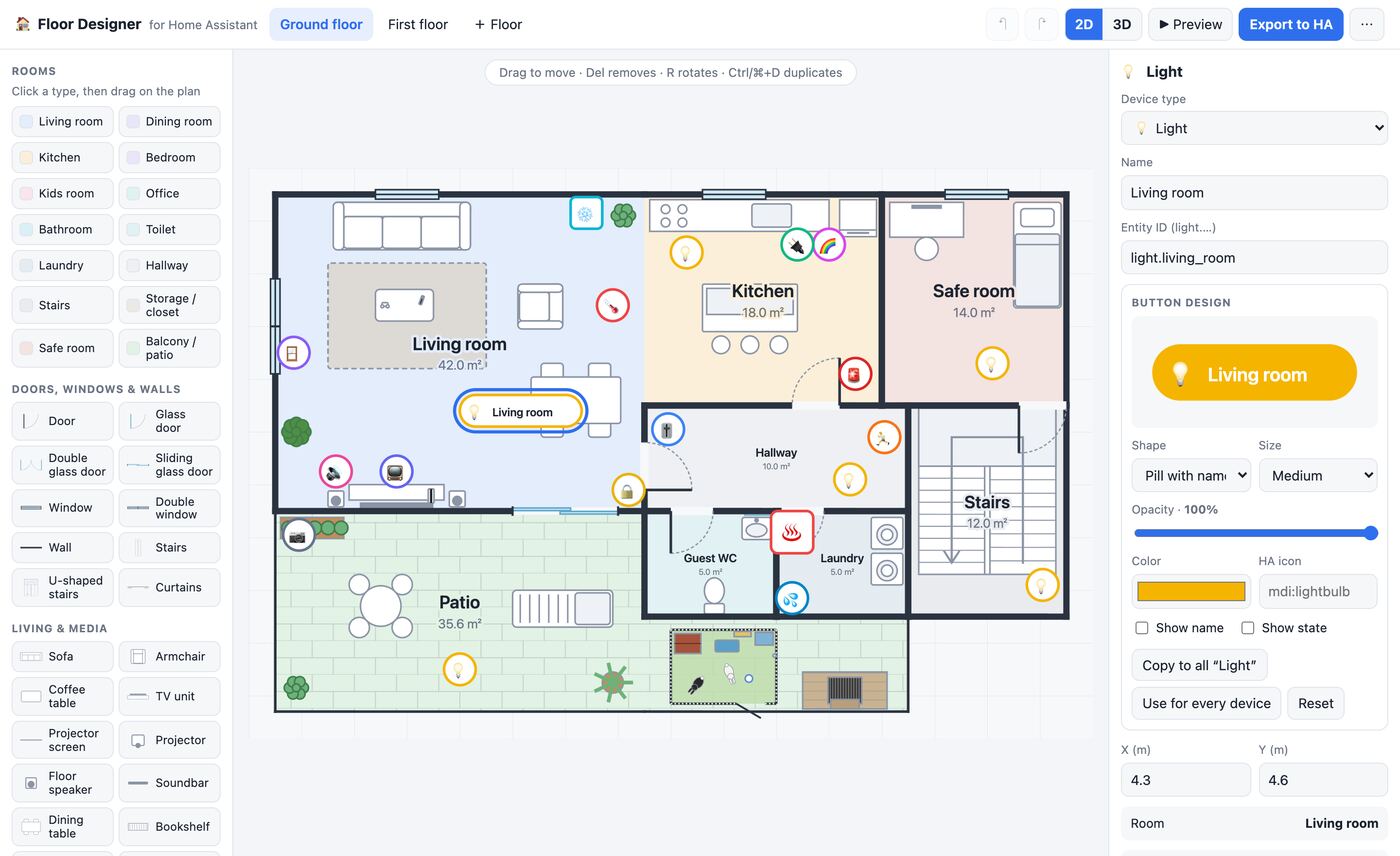 Floor Designer for Home Assistant
Ground floor
First floor
+ Floor
2D
3D
Preview
Export to HA
ROOMS
Click a type, then drag on the plan
Living room
Dining room
Kitchen
Bedroom
Kids room
Office
Bathroom
Toilet
Laundry
Hallway
Stairs
Storage /
closet
Safe room
Balcony /
patio
DOORS, WINDOWS & WALLS
Door
Glass
door
Double
glass door
Sliding
glass door
Window
Double
window
Wall
Stairs
U-shaped
stairs
Curtains
LIVING & MEDIA
Sofa
Armchair
Coffee
table
TV unit
Projector
screen
Projector
Floor
speaker
Soundbar
Dining
table
Bookshelf
Drag to move · Del removes · R rotates · Ctrl/⌘+D duplicates
Living room
42.0 m²
Living room
Kitchen
18.0 m²
Safe room
14.0 m²
Hallway
10.0 m²
Stairs
12.0 m²
Guest WC
5.0 m²
Laundry
5.0 m²
Patio
35.6 m²
Light
Device type
Light
Name
Living room
Entity ID (light....)
light.living_room
BUTTON DESIGN
Living room
Shape
Size
Pill with name
Medium
Opacity · 100%
Color
HA icon
mdi:lightbulb
Show name
Show state
Copy to all “Light”
Use for every device
Reset
X (m)
Y (m)
4.3
4.6
Room
Living room